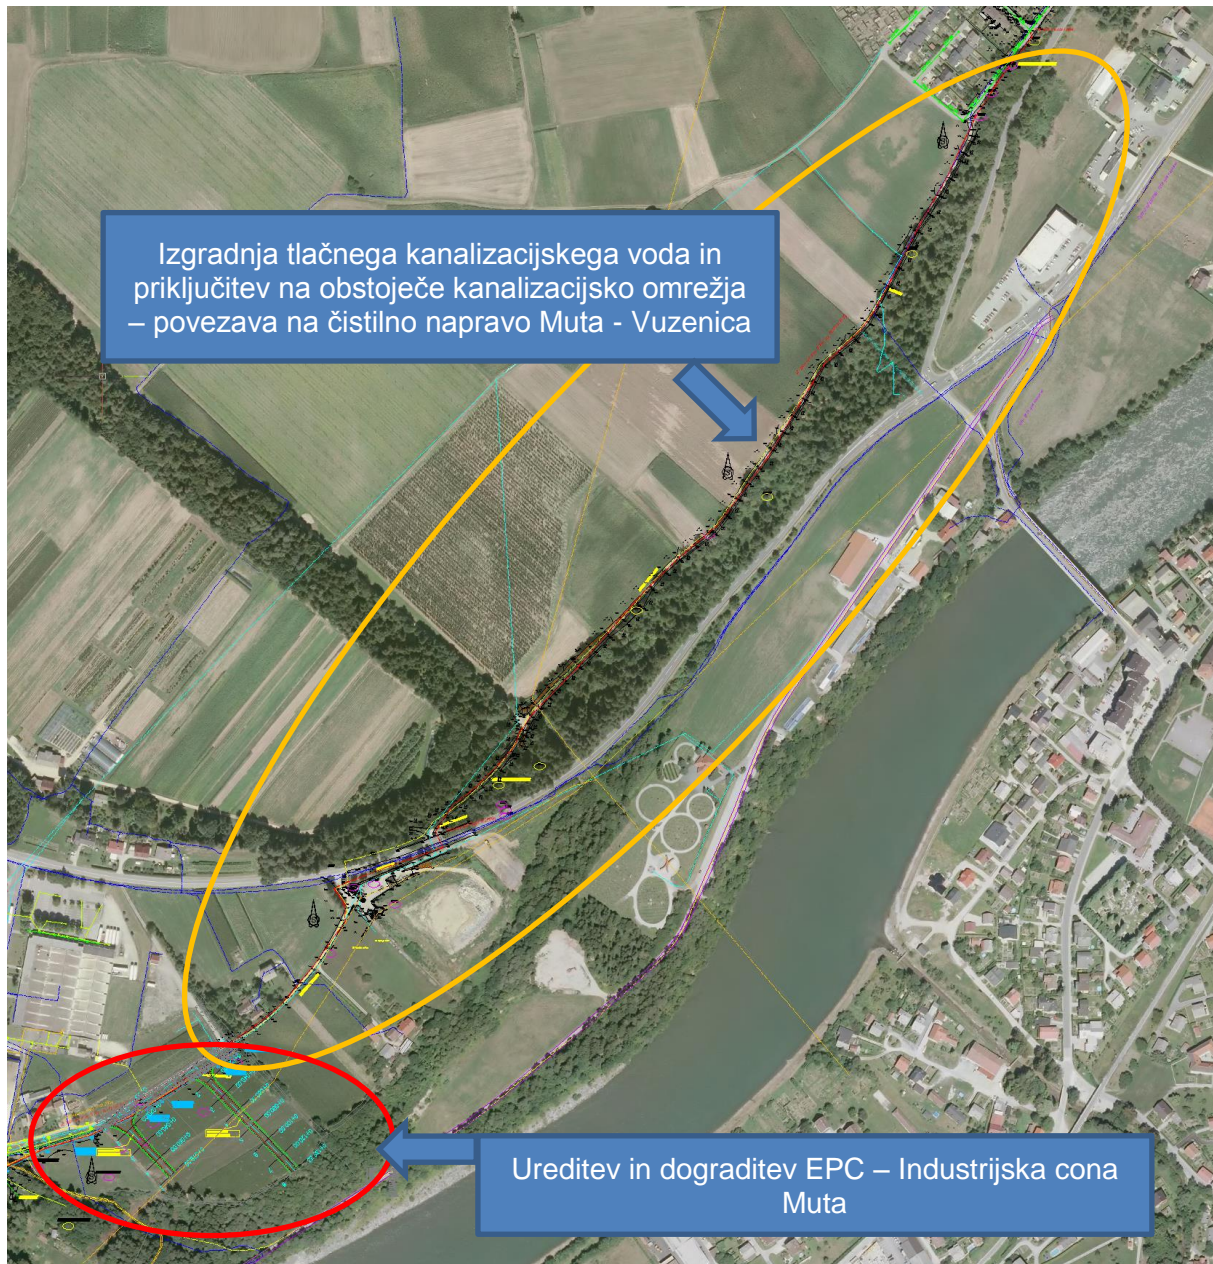 Izgradnja tlačnega kanalizacijskega voda in
priključitev na obstoječe kanalizacijsko omrežja
– povezava na čistilno napravo Muta - Vuzenica
Ureditev in dograditev EPC – Industrijska cona
Muta